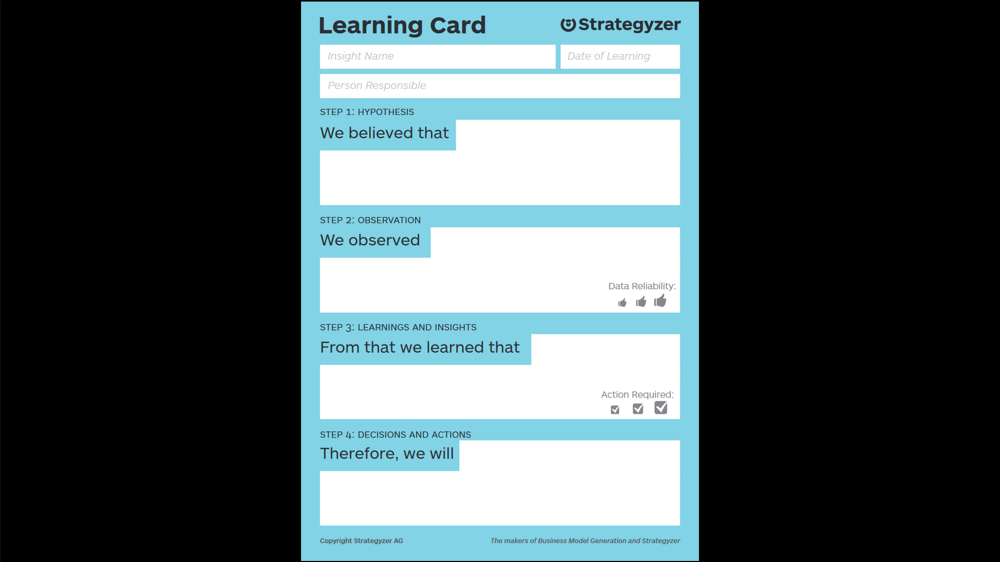 Learning Card
Strategyzer
Insight Name
Date of Learning
Person Responsible
STEP 1: HYPOTHESIS
We believed that
STEP 2: OBSERVATION
We observed
Data Reliability:
STEP 3: LEARNINGS AND INSIGHTS
From that we learned that
Action Required:
STEP 4: DECISIONS AND ACTIONS
Therefore, we will
Copyright Strategyzer AG
The makers of Business Model Generation and Strategyzer